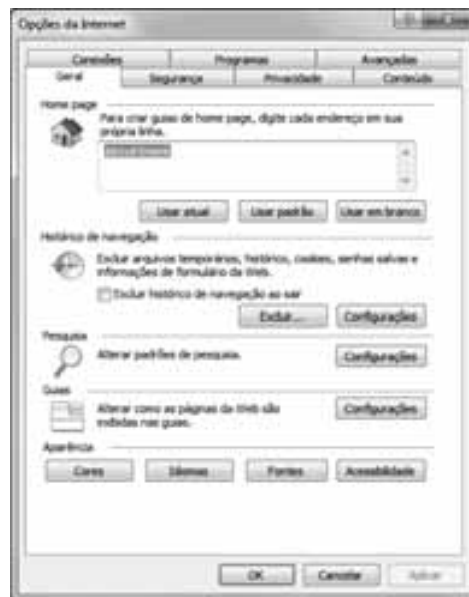 Opções da Internet
Conexões Programas Avançadas
Geral Segurança Privacidade Conteúdo
Home page
Para criar guias de home page, digite cada endereço em sua
própria linha.
Usar atual Usar padrão Usar em branco
Histórico de navegação
Excluir arquivos temporários, histórico, cookies, senhas salvas e
informações de formulário da Web.
Excluir histórico de navegação ao sair
Excluir... Configurações
Pesquisa
Alterar padrões de pesquisa.
Configurações
Guias
Alterar como as páginas da Web são
exibidas nas guias.
Configurações
Aparência
Cores Idiomas Fontes Acessibilidade
OK Cancelar Aplicar